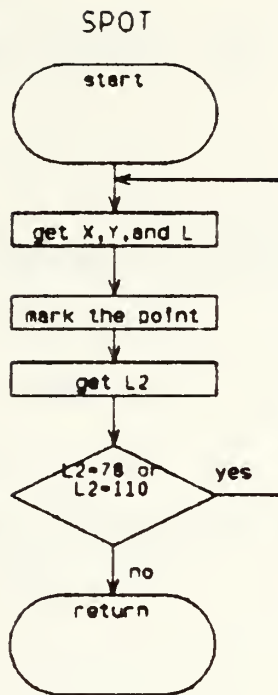 SPOT
start
get X,Y,and L
mark the point
get L2
L2=78 or
L2=110
yes
no
return